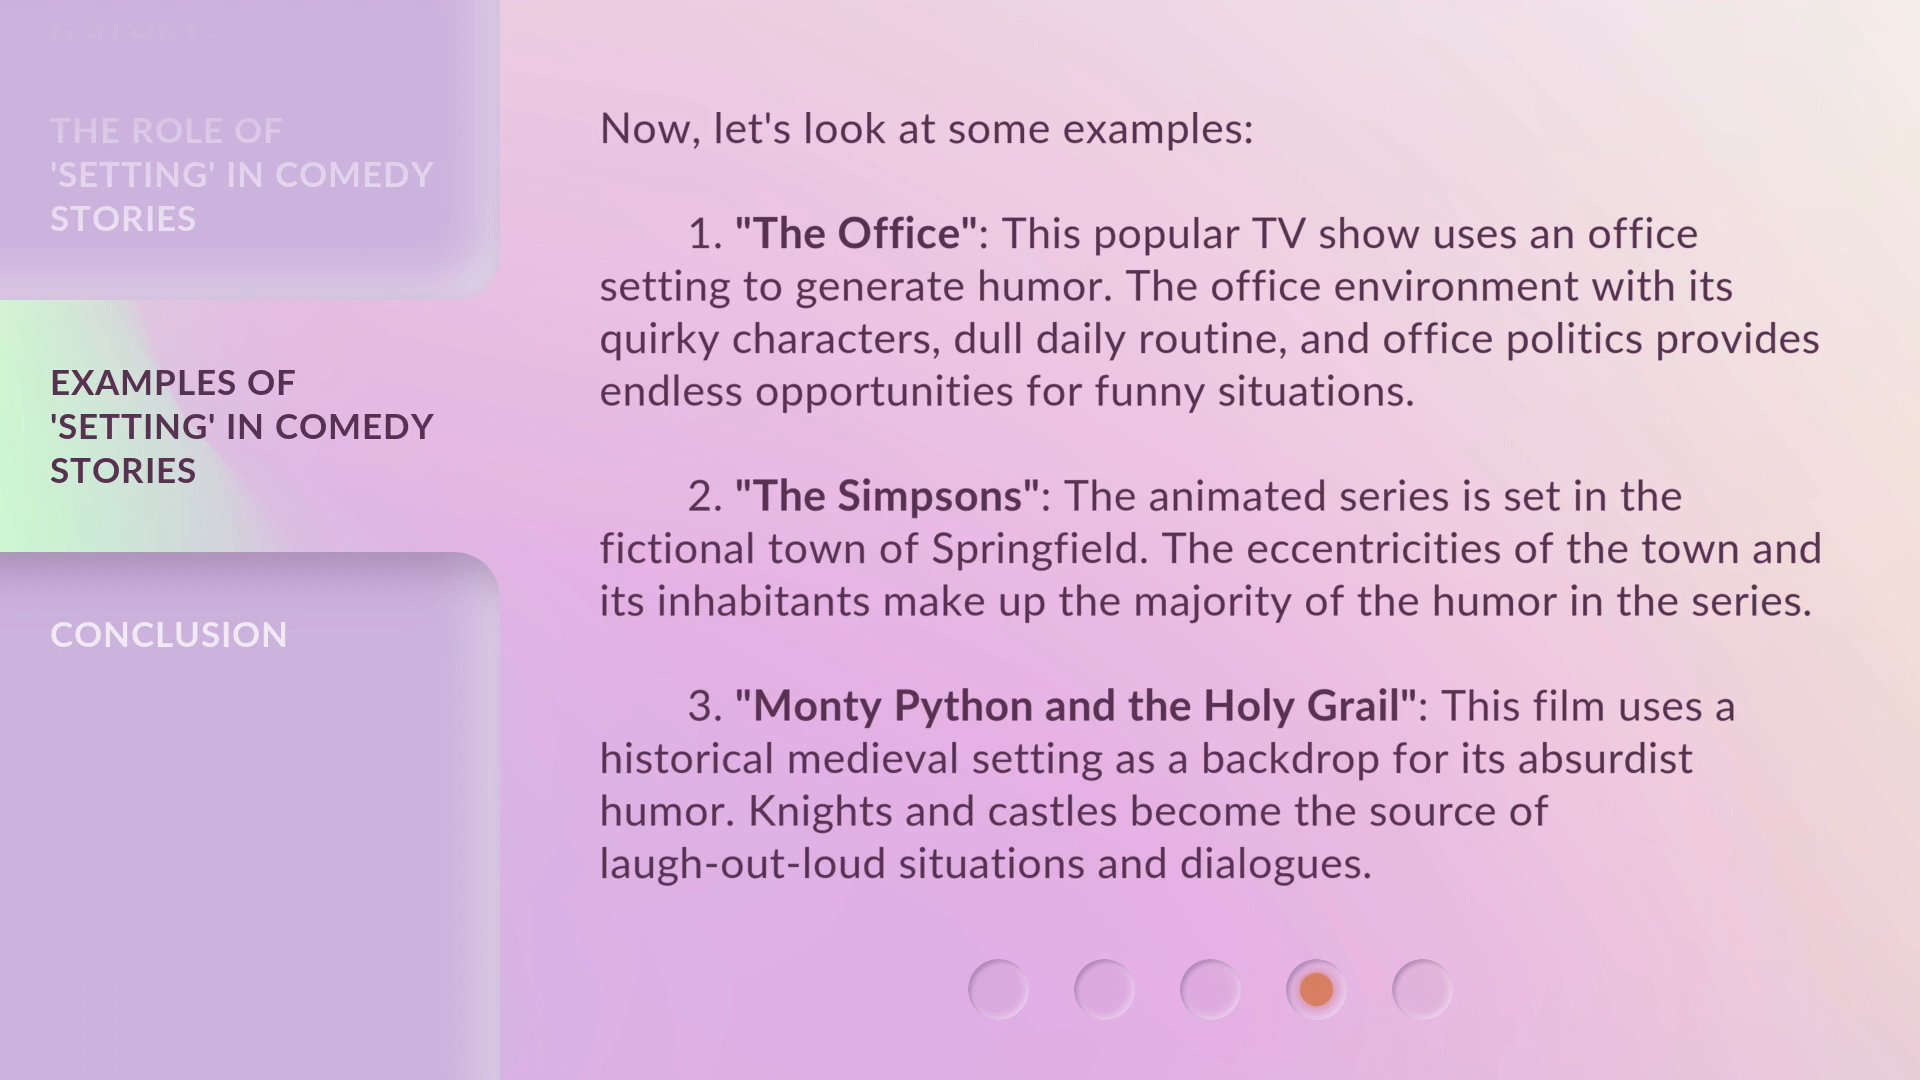 A STORY?
THE ROLE OF
'SETTING' IN COMEDY
STORIES
EXAMPLES OF
'SETTING' IN COMEDY
STORIES
CONCLUSION
Now, let's look at some examples:
1. "The Office": This popular TV show uses an office
setting to generate humor. The office environment with its
quirky characters, dull daily routine, and office politics provides
endless opportunities for funny situations.
2. "The Simpsons": The animated series is set in the
fictional town of Springfield. The eccentricities of the town and
its inhabitants make up the majority of the humor in the series.
3. "Monty Python and the Holy Grail": This film uses a
historical medieval setting as a backdrop for its absurdist
humor. Knights and castles become the source of
laugh-out-loud situations and dialogues.